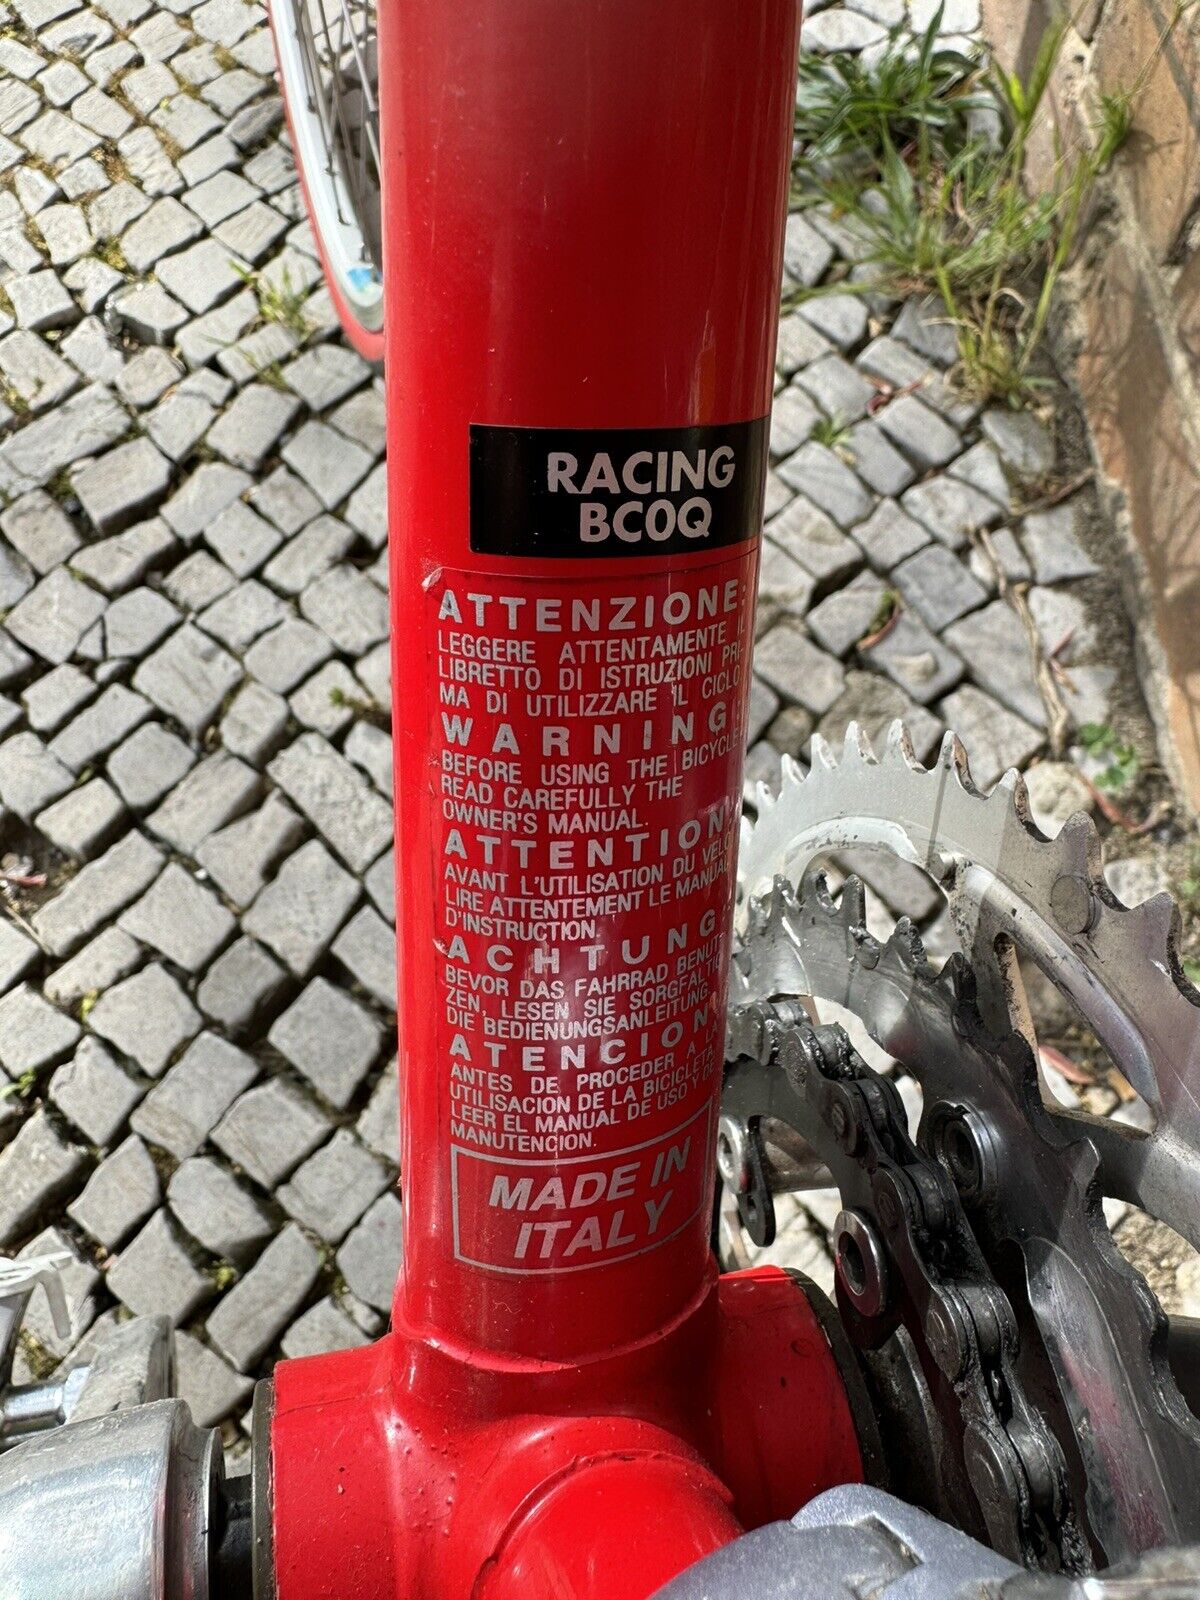 RACING
BC0Q
ATTENZIONE:
LEGGERE ATTENTAMENTE IL
LIBRETTO DI ISTRUZIONI PRI-
MA DI UTILIZZARE IL CICLO
WARNING:
BEFORE USING THE BICYCLE
READ CAREFULLY THE
OWNER'S MANUAL.
ATTENTION:
AVANT L'UTILISATION DU VELO
LIRE ATTENTEMENT LE MANUAL
D'INSTRUCTION.
ACHTUNG:
BEVOR DAS FAHRRAD BENUT-
ZEN, LESEN SIE SORGFALTIG
DIE BEDIENUNGSANLEITUNG.
ATENCION
ANTES DE PROCEDER A LA
UTILISACION DE LA BICICLETA
LEER EL MANUAL DE USO Y DE
MANUTENCION.
MADE IN
ITALY